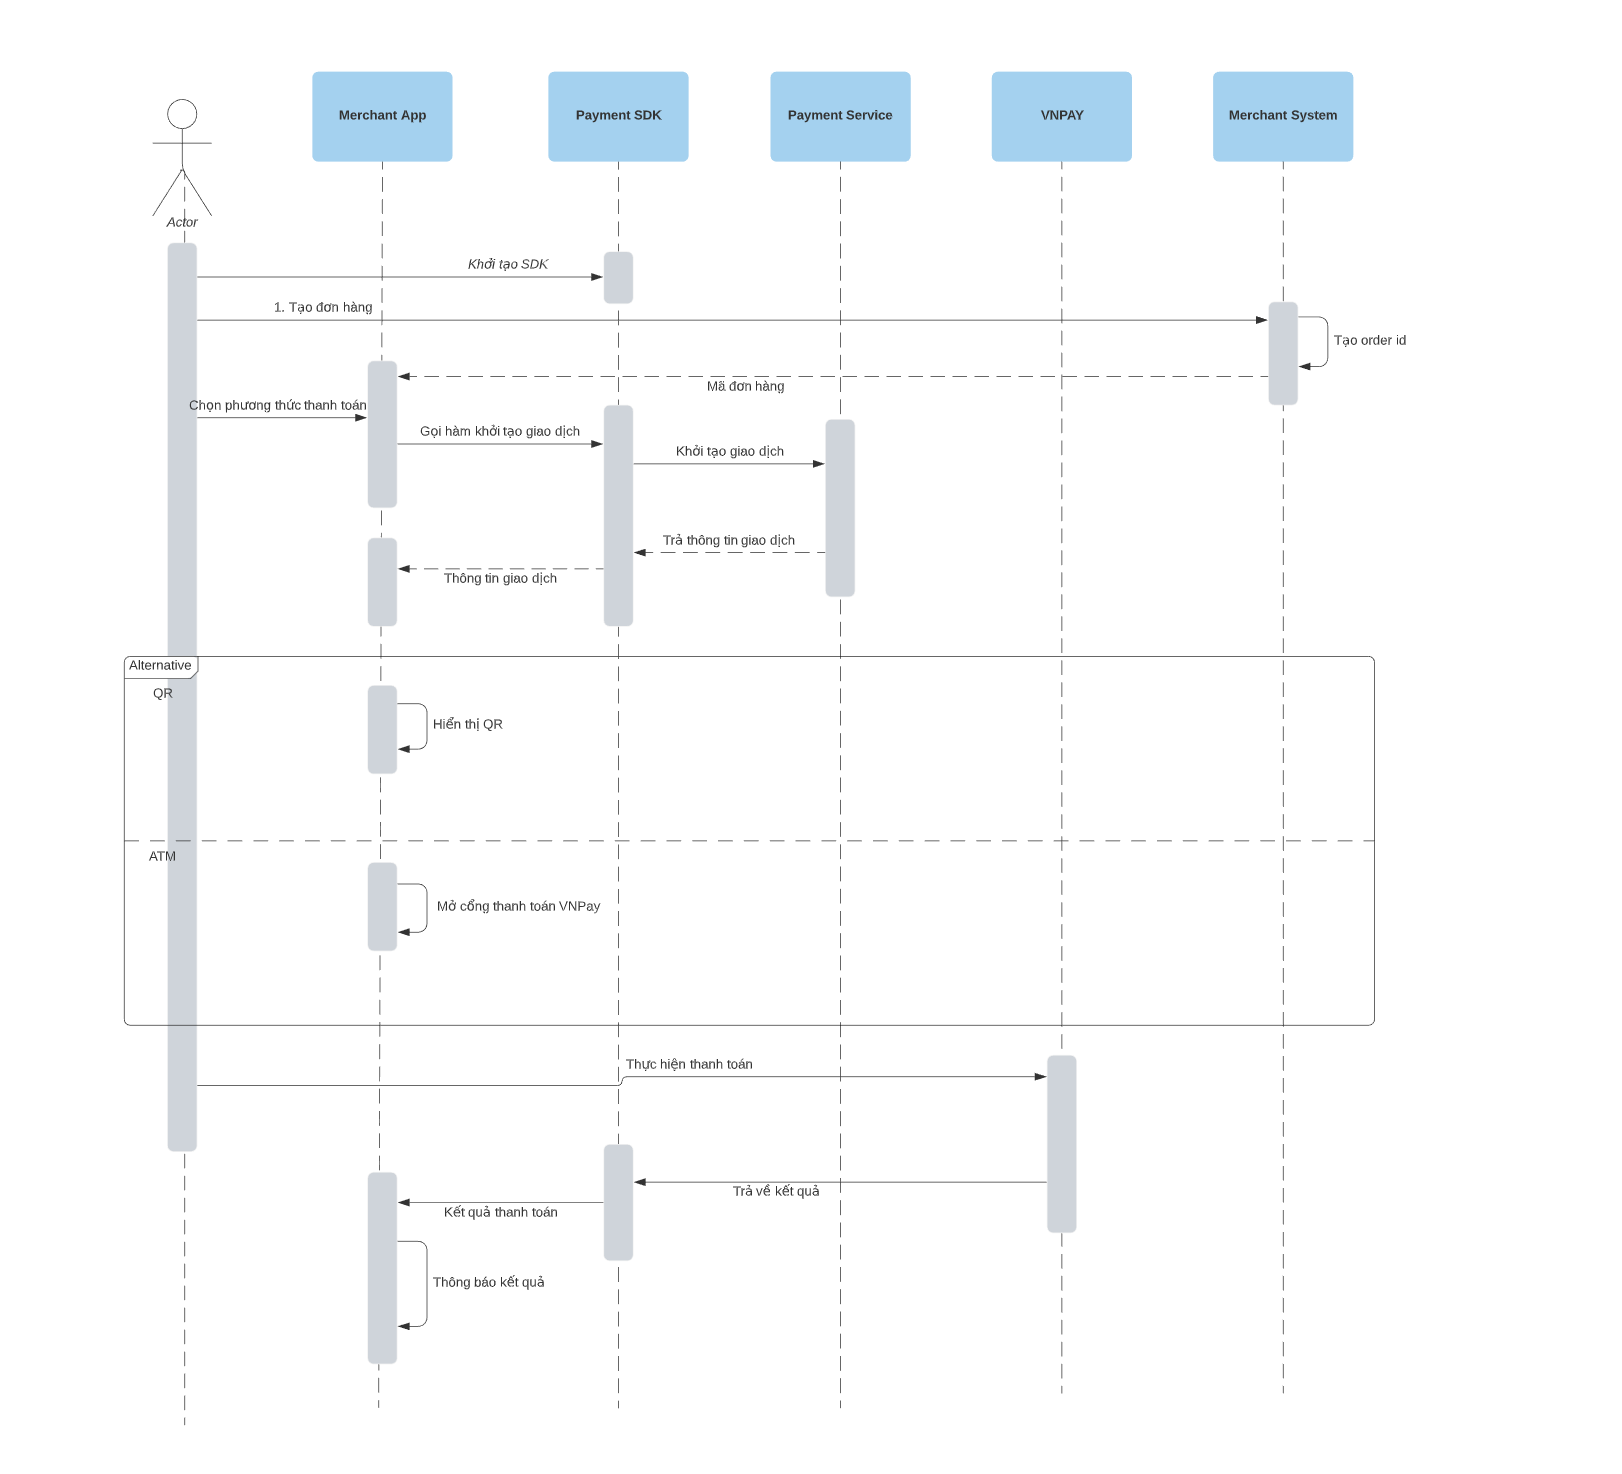 Merchant App
Payment SDK
Payment Service
VNPAY
Merchant System
Actor
Khởi tạo SDK
1. Tạo đơn hàng
Tạo order id
Mã đơn hàng
Chọn phương thức thanh toán
Gọi hàm khởi tạo giao dịch
Khởi tạo giao dịch
Trả thông tin giao dịch
Thông tin giao dịch
Alternative
QR
Hiển thị QR
ATM
Mở cổng thanh toán VNPay
Thực hiện thanh toán
Trả về kết quả
Kết quả thanh toán
Thông báo kết quả